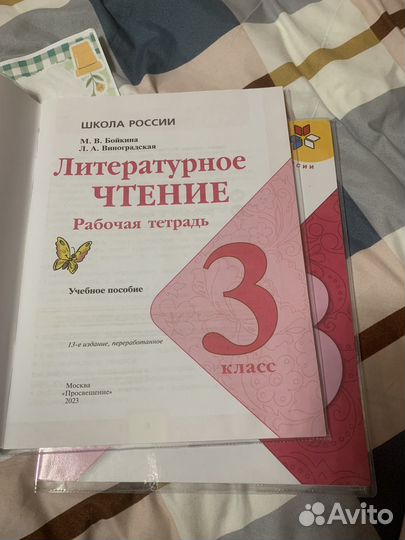 ШКОЛА РОССИИ
М. В. Бойкина
Л. А. Виноградская
Литературное
ЧТЕНИЕ
Рабочая тетрадь
Учебное пособие
3
класс
13-е издание, переработанное
Москва
«Просвещение»
2023
Avito